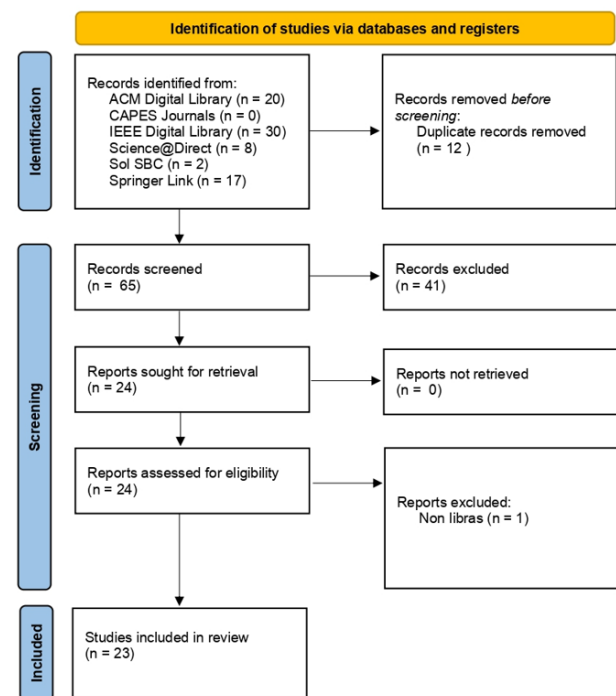 Identification of studies via databases and registers
Identification
Records identified from:
ACM Digital Library (n = 20)
CAPES Journals (n = 0)
IEEE Digital Library (n = 30)
Science@Direct (n = 8)
Sol SBC (n = 2)
Springer Link (n = 17)
Records removed before
screening:
Duplicate records removed
(n = 12 )
Screening
Records screened
(n = 65)
Records excluded
(n = 41)
Reports sought for retrieval
(n = 24)
Reports not retrieved
(n = 0)
Reports assessed for eligibility
(n = 24)
Reports excluded:
Non libras (n = 1)
Included
Studies included in review
(n = 23)